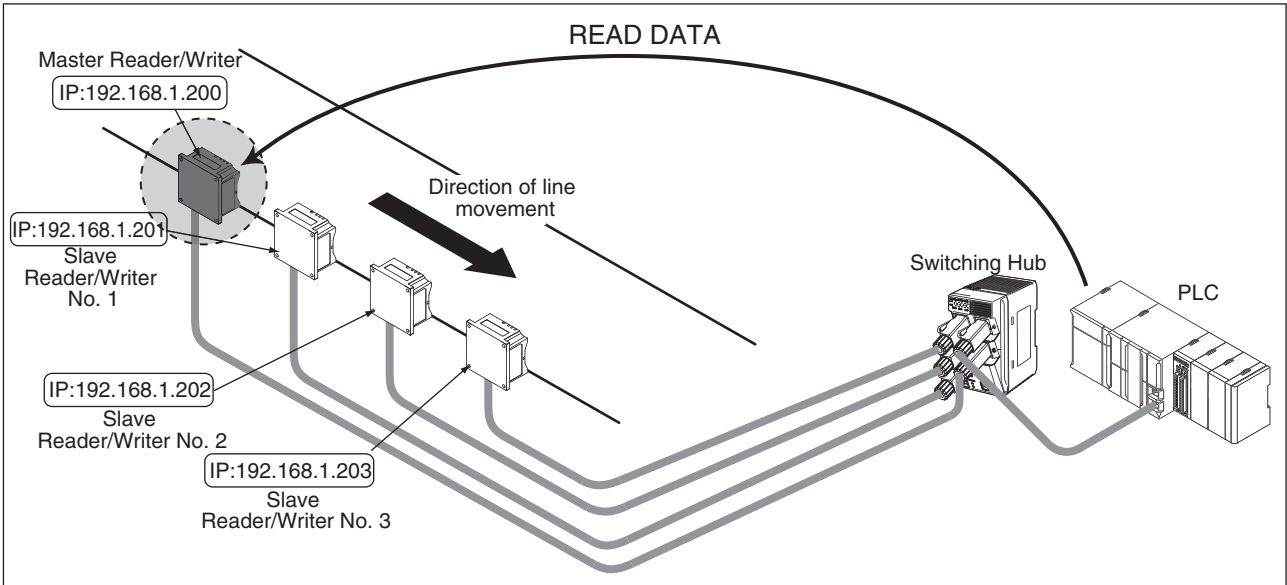 READ DATA
Master Reader/Writer
IP:192.168.1.200
Direction of line
movement
IP:192.168.1.201
Slave
Reader/Writer
No. 1
Switching Hub
PLC
IP:192.168.1.202
Slave
Reader/Writer No. 2
IP:192.168.1.203
Slave
Reader/Writer No. 3